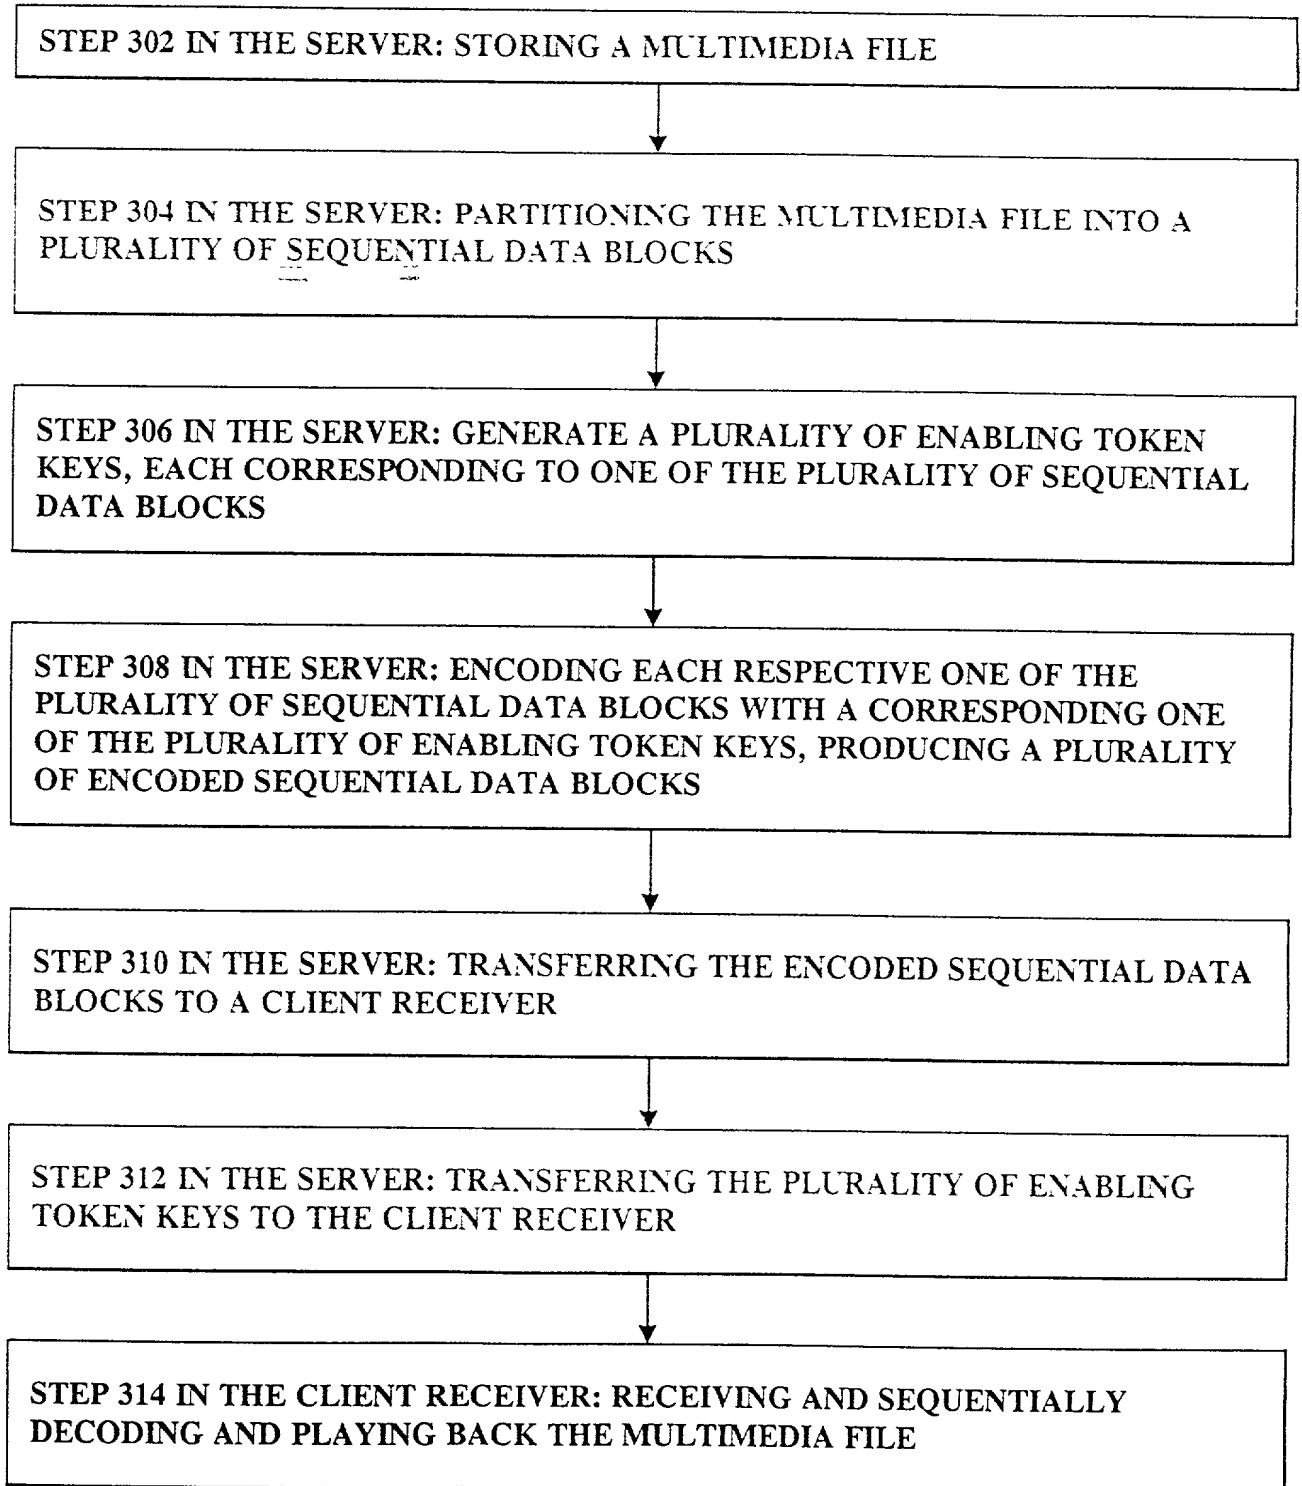 STEP 302 IN THE SERVER: STORING A MULTIMEDIA FILE
STEP 304 IN THE SERVER: PARTITIONING THE MULTIMEDIA FILE INTO A
PLURALITY OF SEQUENTIAL DATA BLOCKS
STEP 306 IN THE SERVER: GENERATE A PLURALITY OF ENABLING TOKEN
KEYS, EACH CORRESPONDING TO ONE OF THE PLURALITY OF SEQUENTIAL
DATA BLOCKS
STEP 308 IN THE SERVER: ENCODING EACH RESPECTIVE ONE OF THE
PLURALITY OF SEQUENTIAL DATA BLOCKS WITH A CORRESPONDING ONE
OF THE PLURALITY OF ENABLING TOKEN KEYS, PRODUCING A PLURALITY
OF ENCODED SEQUENTIAL DATA BLOCKS
STEP 310 IN THE SERVER: TRANSFERRING THE ENCODED SEQUENTIAL DATA
BLOCKS TO A CLIENT RECEIVER
STEP 312 IN THE SERVER: TRANSFERRING THE PLURALITY OF ENABLING
TOKEN KEYS TO THE CLIENT RECEIVER
STEP 314 IN THE CLIENT RECEIVER: RECEIVING AND SEQUENTIALLY
DECODING AND PLAYING BACK THE MULTIMEDIA FILE